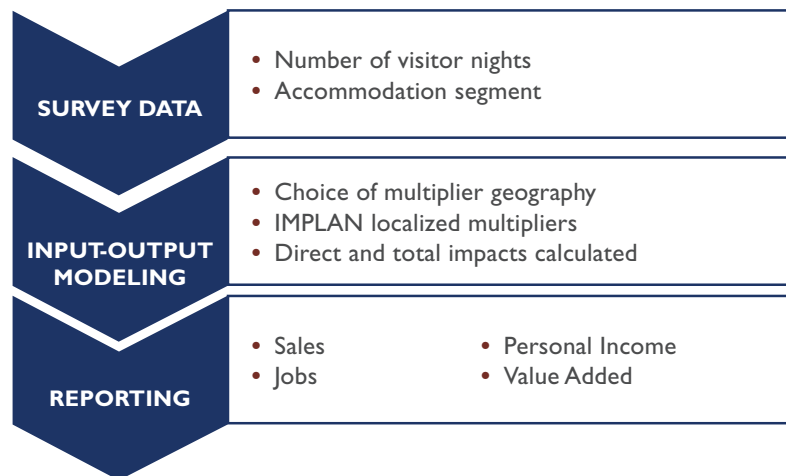 SURVEY DATA
• Number of visitor nights
• Accommodation segment
INPUT-OUTPUT
MODELING
• Choice of multiplier geography
• IMPLAN localized multipliers
• Direct and total impacts calculated
REPORTING
• Sales
• Jobs
• Personal Income
• Value Added